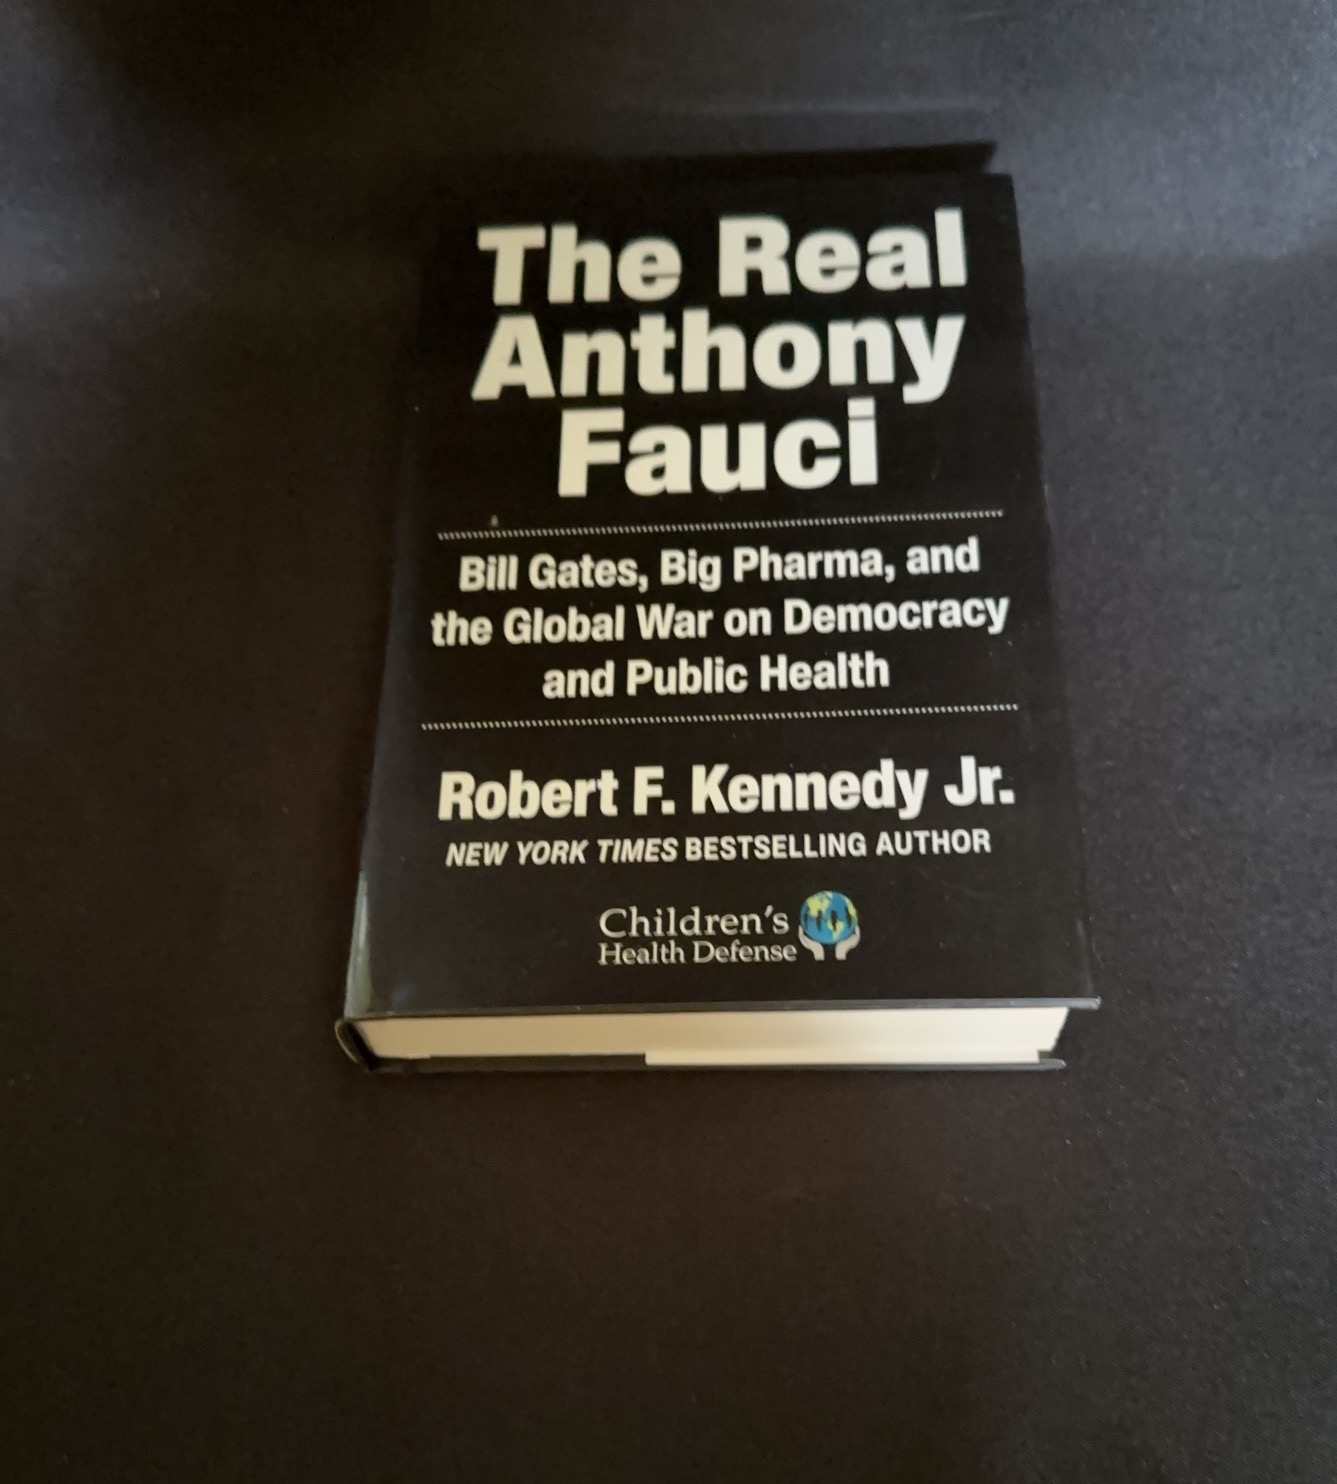 The Real
Anthony
Fauci
Bill Gates, Big Pharma, and
the Global War on Democracy
and Public Health
Robert F. Kennedy Jr.
NEW YORK TIMES BESTSELLING AUTHOR
Children's
Health Defense